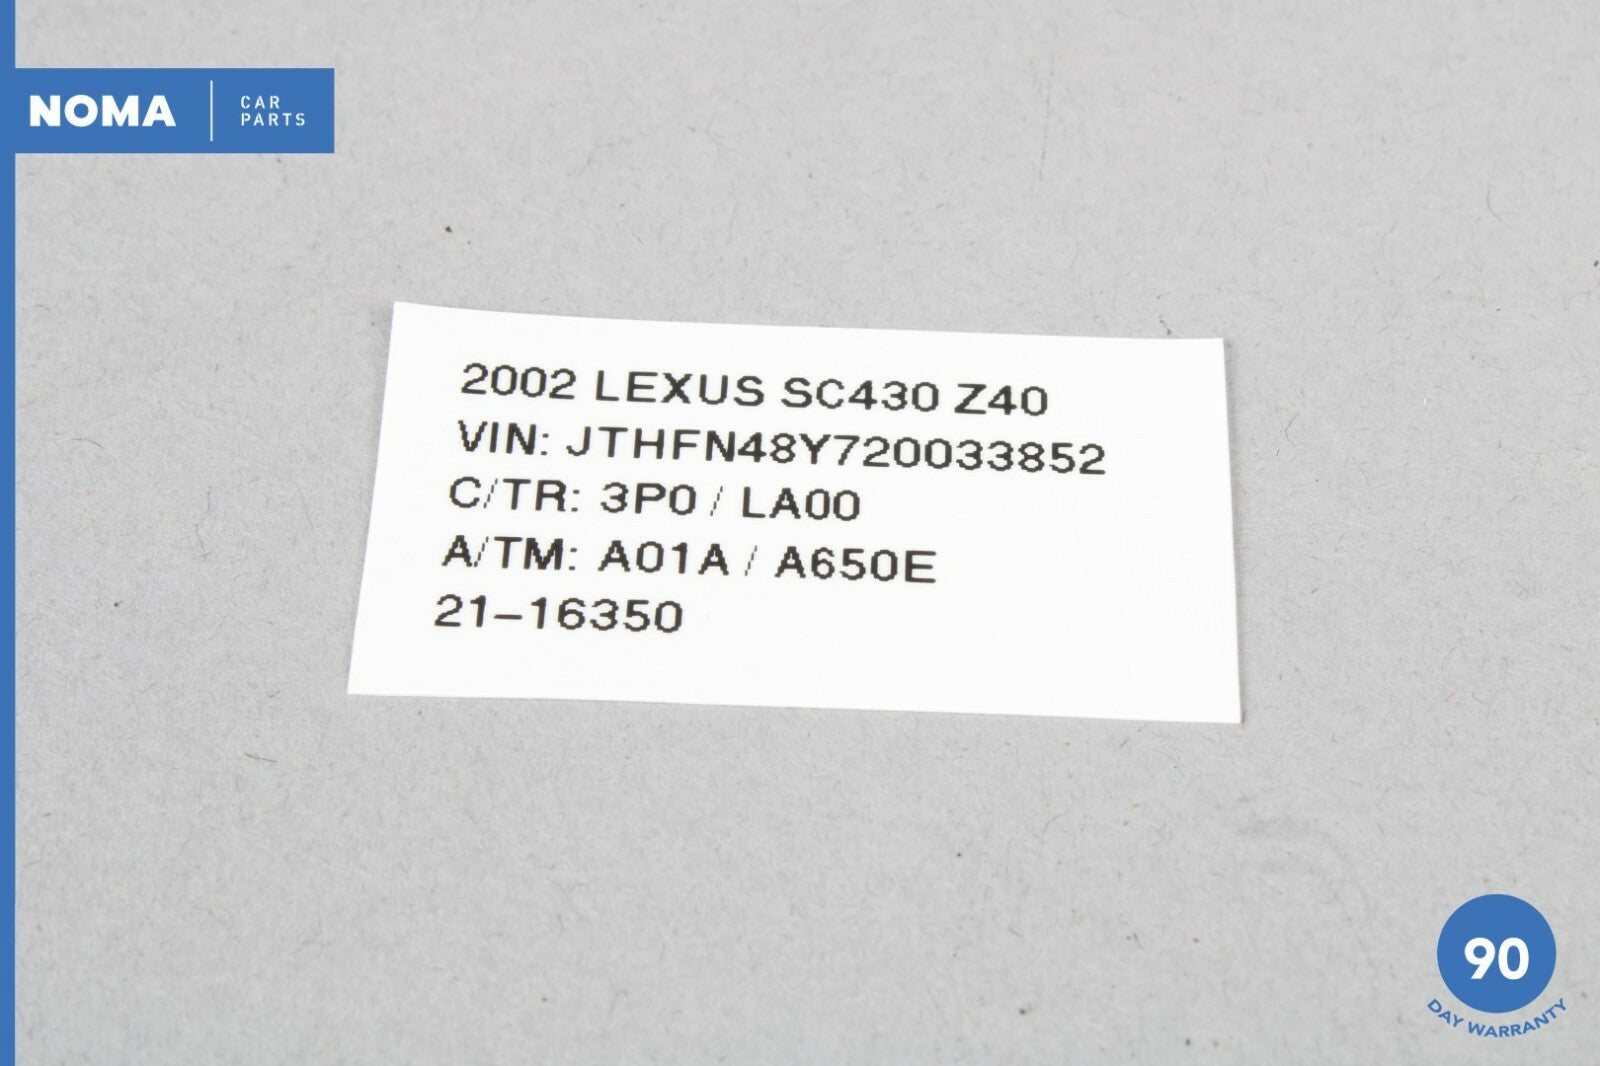 NOMA
CAR
PARTS
2002 LEXUS SC430 Z40
VIN: JTHFN48Y720033852
C/TR: 3P0 / LA00
A/TM: A01A / A650E
21-16350
90
DAY WARRANTY